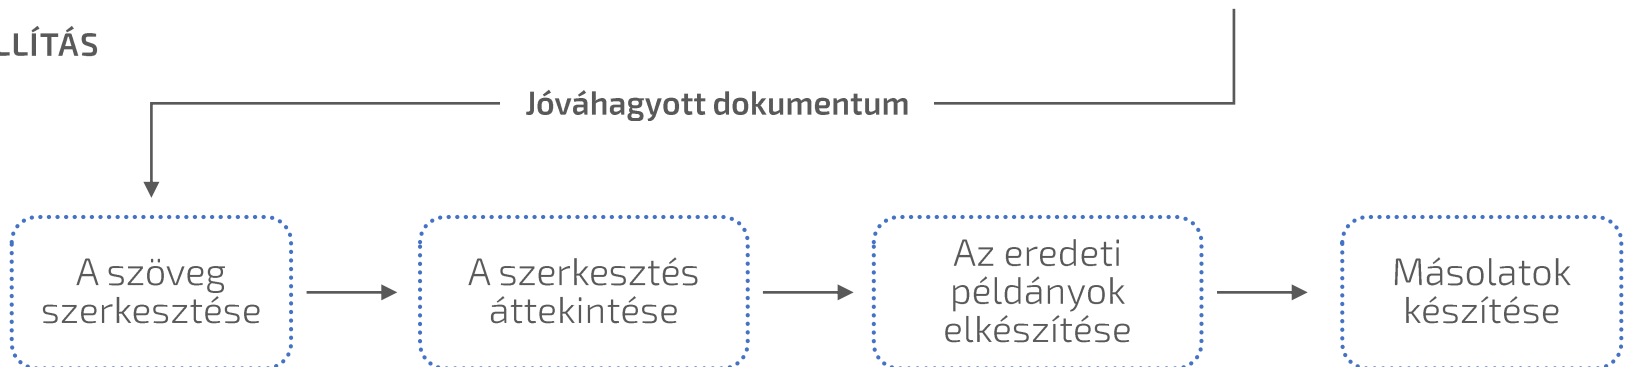 LLÍTÁS
Jóváhagyott dokumentum
A szöveg
szerkesztése
A szerkesztés
áttekintése
Az eredeti
példányok
elkészítése
Másolatok
készítése